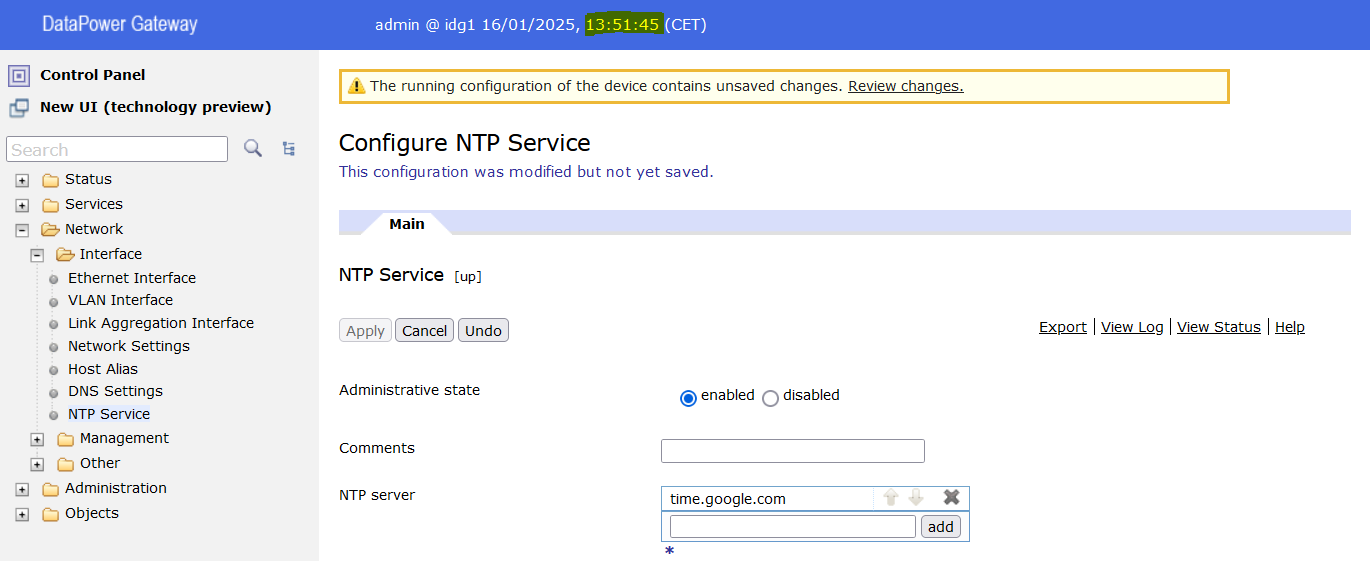 DataPower Gateway
admin @ idg1 16/01/2025, 13:51:45 (CET)
Control Panel
New UI (technology preview)
Search
Status
Services
Network
Interface
Ethernet Interface
VLAN Interface
Link Aggregation Interface
Network Settings
Host Alias
DNS Settings
NTP Service
Management
Other
Administration
Objects
The running configuration of the device contains unsaved changes. Review changes.
Configure NTP Service
This configuration was modified but not yet saved.
Main
NTP Service [up]
Apply Cancel Undo
Export View Log View Status Help
Administrative state
enabled disabled
Comments
NTP server
time.google.com
add
*